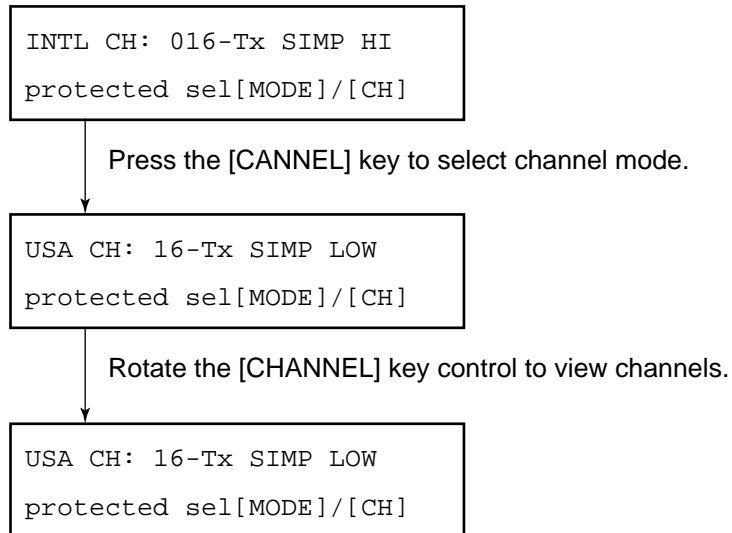 INTL CH: 016-Tx SIMP HI
protected sel[MODE]/[CH]
Press the [CANNEL] key to select channel mode.
USA CH: 16-Tx SIMP LOW
protected sel[MODE]/[CH]
Rotate the [CHANNEL] key control to view channels.
USA CH: 16-Tx SIMP LOW
protected sel[MODE]/[CH]